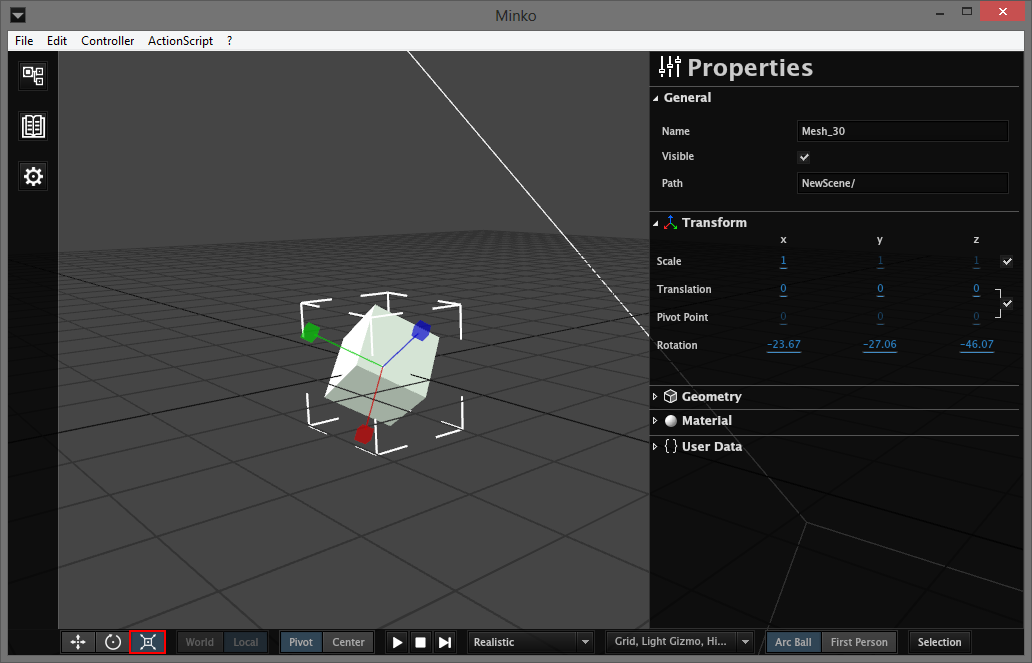 Minko
File Edit Controller ActionScript ?
Properties
General
Name Mesh_30
Visible
Path NewScene/
Transform
x y z
Scale 1 1 1
Translation 0 0 0
Pivot Point 0 0 0
Rotation -23.67 -27.06 -46.07
Geometry
Material
{} User Data
World Local Pivot Center Realistic Grid, Light Gizmo, Hi... Arc Ball First Person Selection